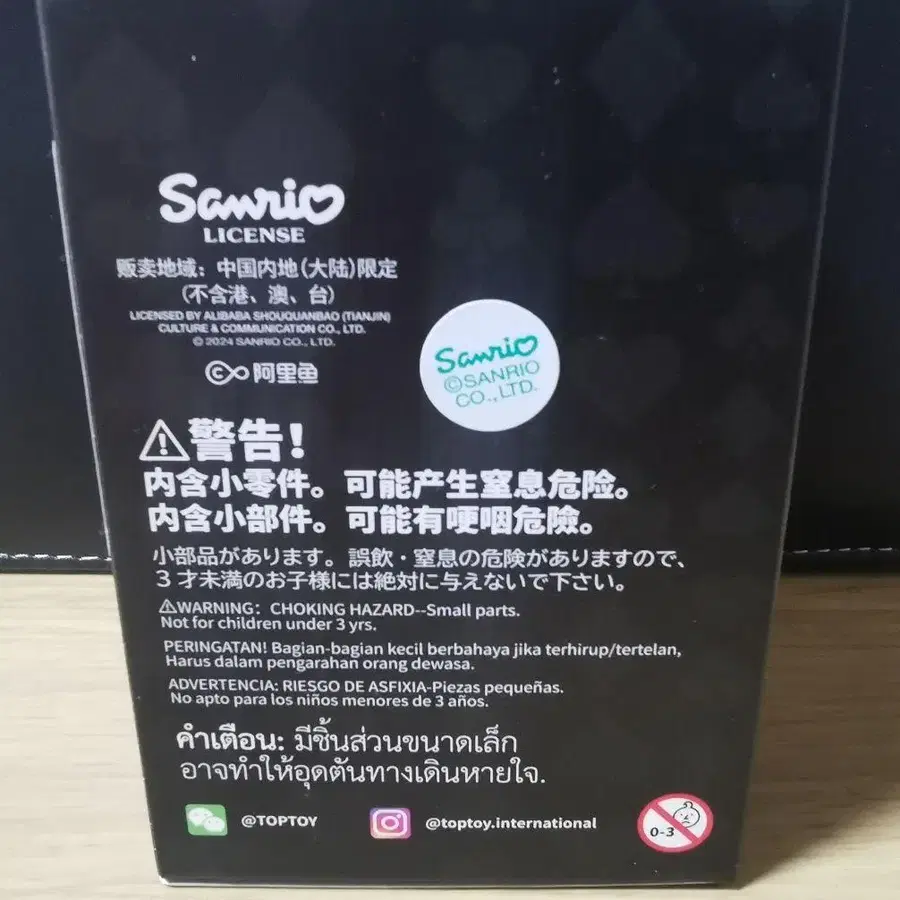 Sanrio
LICENSE
贩卖地域：中国内地(大陆)限定
(不含港、澳、台)
LICENSED BY ALIBABA SHOUQUANBAO (TIANJIN)
CULTURE & COMMUNICATION CO., LTD.
© 2024 SANRIO CO., LTD.
阿里鱼
Sanrio
©SANRIO
CO., LTD.
⚠警告!
内含小零件。可能产生窒息危险。
内含小部件。可能有哽咽危險。
小部品があります。誤飲・窒息の危険がありますので、
3才未満のお子様には絶対に与えないで下さい。
⚠WARNING: CHOKING HAZARD--Small parts.
Not for children under 3 yrs.
PERINGATAN! Bagian-bagian kecil berbahaya jika terhirup/tertelan,
Harus dalam pengarahan orang dewasa.
ADVERTENCIA: RIESGO DE ASFIXIA-Piezas pequeñas.
No apto para los niños menores de 3 años.
คำเตือน: มีชิ้นส่วนขนาดเล็ก
อาจทำให้อุดตันทางเดินหายใจ.
@TOPTOY
@toptoy.international
0-3